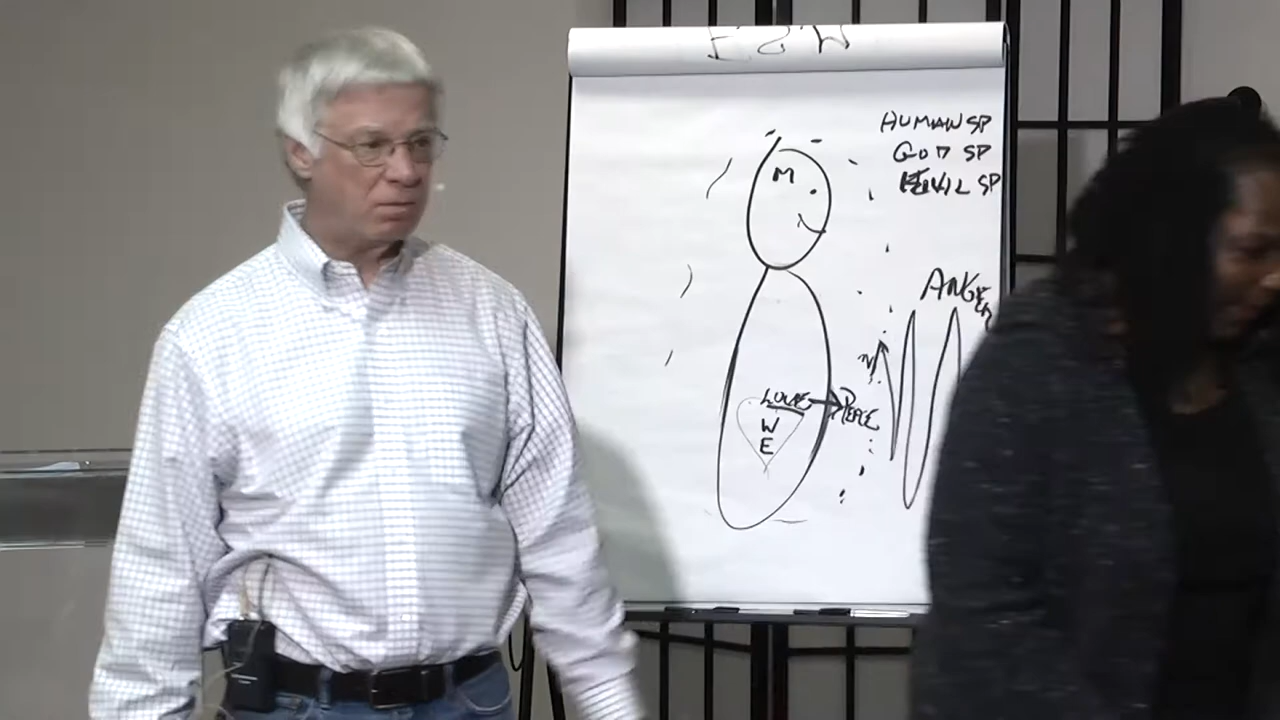 HUMAN SP
GOD SP
EVIL SP
M
ANGER
LOVE PEACE
W
E